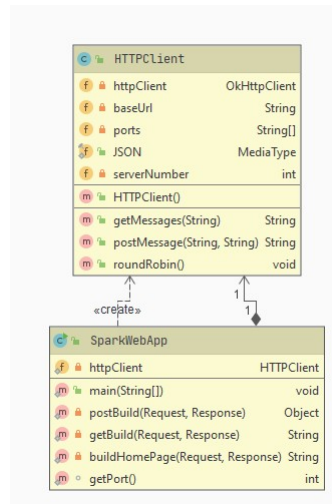 HTTPClient
httpClient OkHttpClient
baseUrl String
ports String[]
JSON MediaType
serverNumber int
HTTPClient()
getMessages(String) String
postMessage(String, String) String
roundRobin() void
1
«create» 1
SparkWebApp
httpClient HTTPClient
main(String[]) void
postBuild(Request, Response) Object
getBuild(Request, Response) String
buildHomePage(Request, Response) String
getPort() int